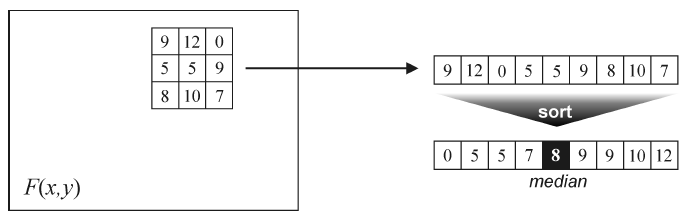 9 12 0
5 5 9
8 10 7
F(x,y)
9 12 0 5 5 9 8 10 7
sort
0 5 5 7 8 9 9 10 12
median